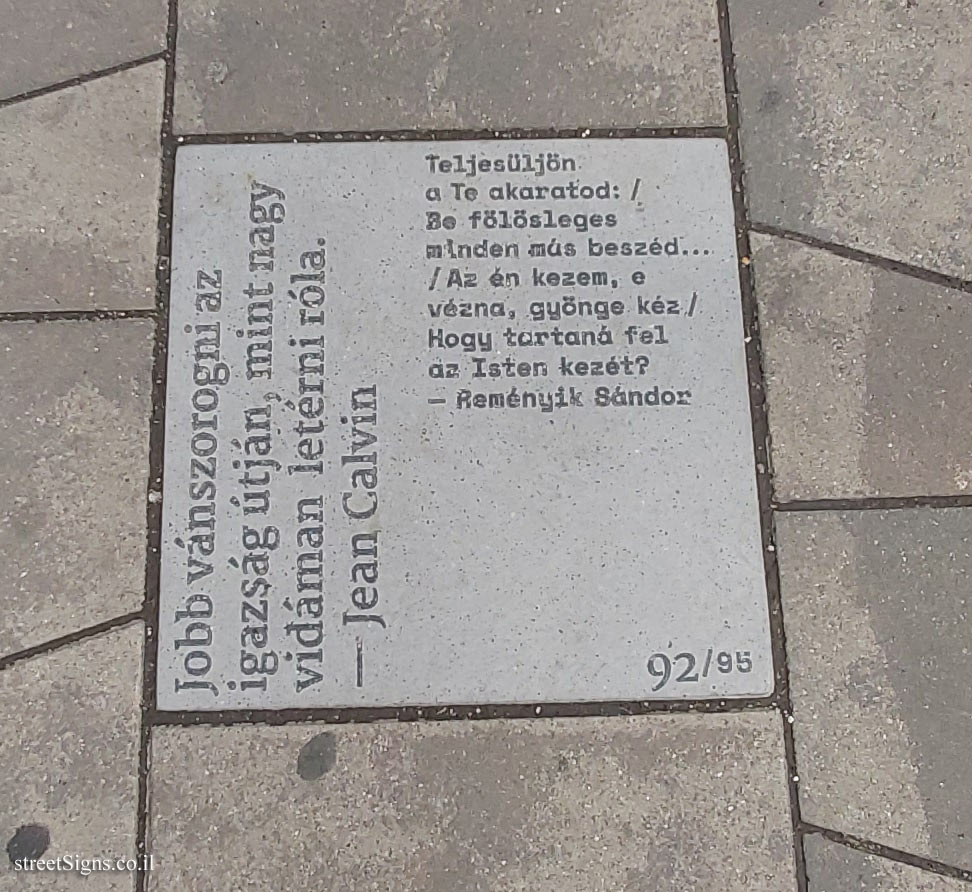 Jobb vánszorogni az
igazság útján, mint nagy
vidáman letérni róla.
— Jean Calvin
Teljesüljön
a Te akaratod: /
Be fölösleges
minden más beszéd...
/ Az én kezem, e
vézna, gyönge kéz /
Hogy tartaná fel
az Isten kezét?
— Reményik Sándor
92/95
streetSigns.co.il